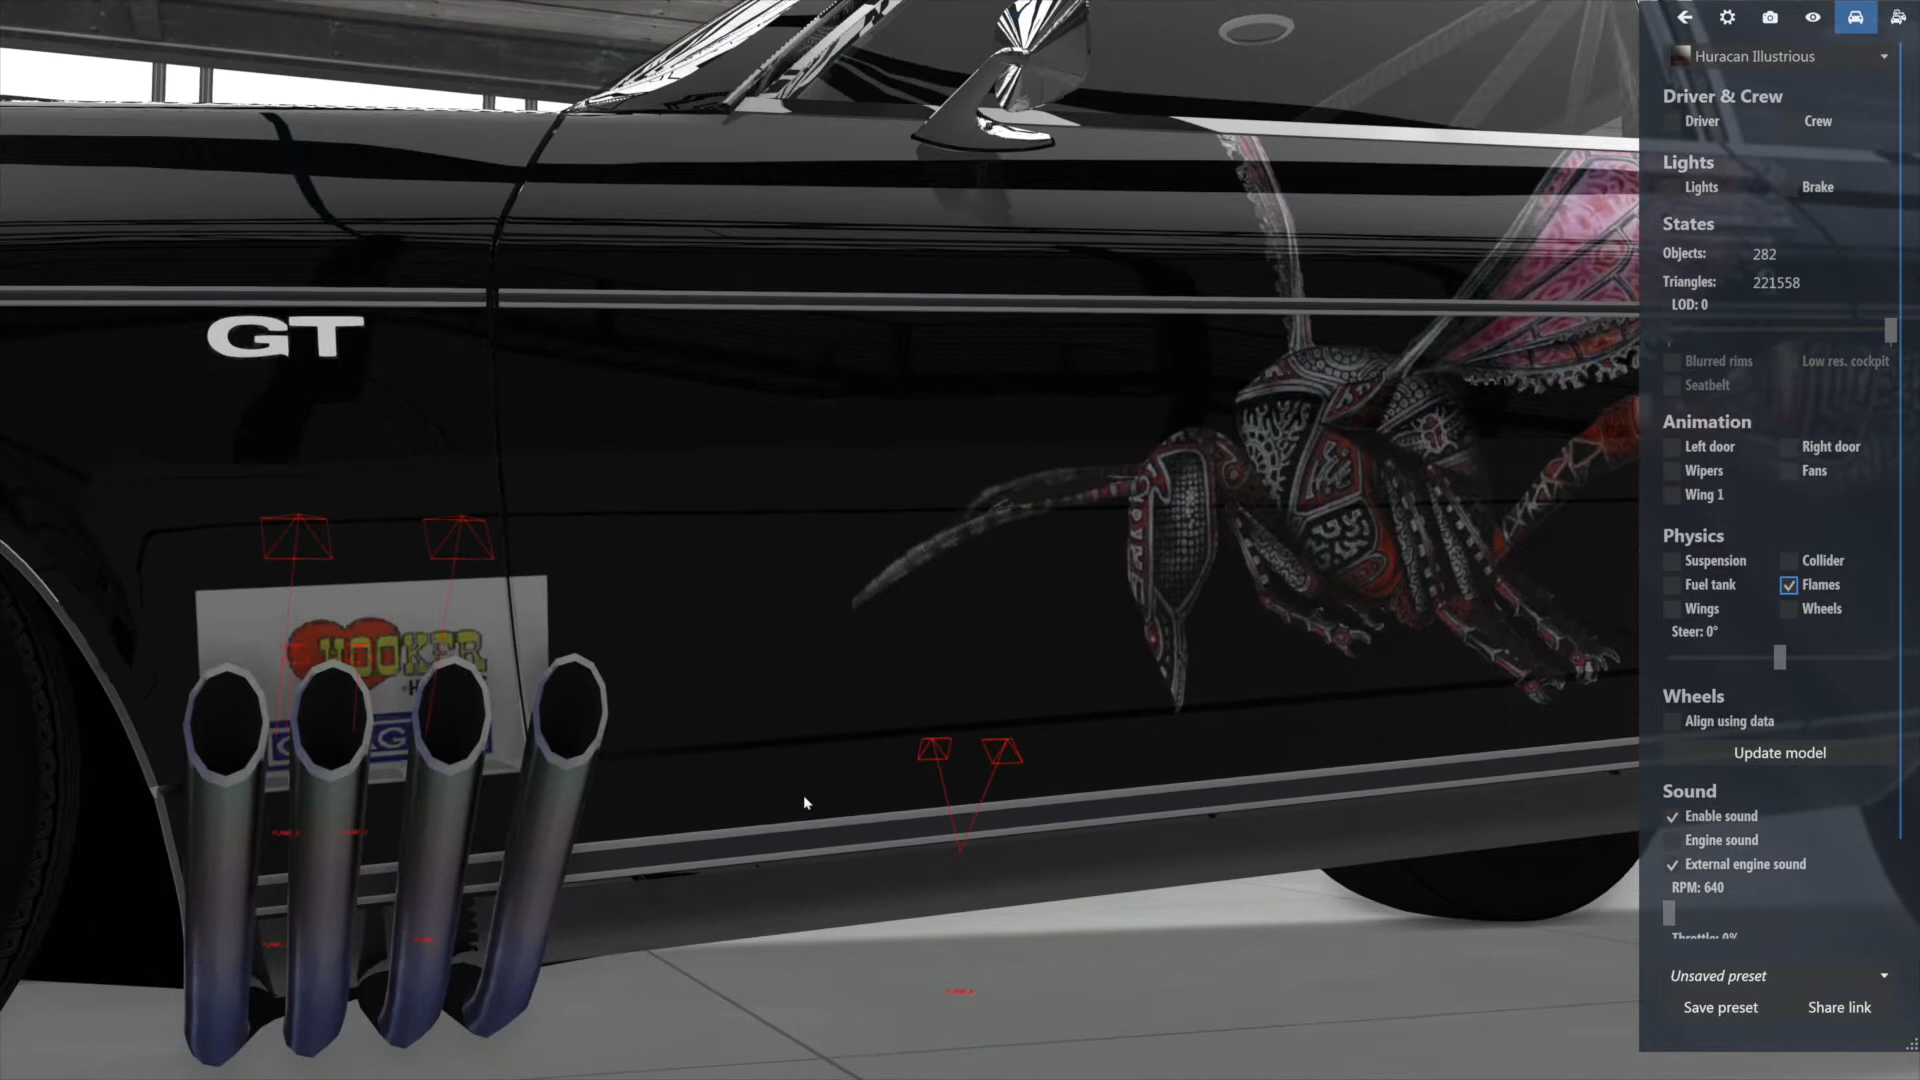 Huracan Illustrious
Driver & Crew
Driver Crew
Lights
Lights Brake
States
Objects: 282
Triangles: 221558
LOD: 0
Blurred rims Low res. cockpit
Seatbelt
Animation
Left door Right door
Wipers Fans
Wing 1
Physics
Suspension Collider
Fuel tank Flames
Wings Wheels
Steer: 0°
Wheels
Align using data
Update model
Sound
Enable sound
Engine sound
External engine sound
RPM: 640
Throttle: 0%
Unsaved preset
Save preset Share link
GT
HOOKER